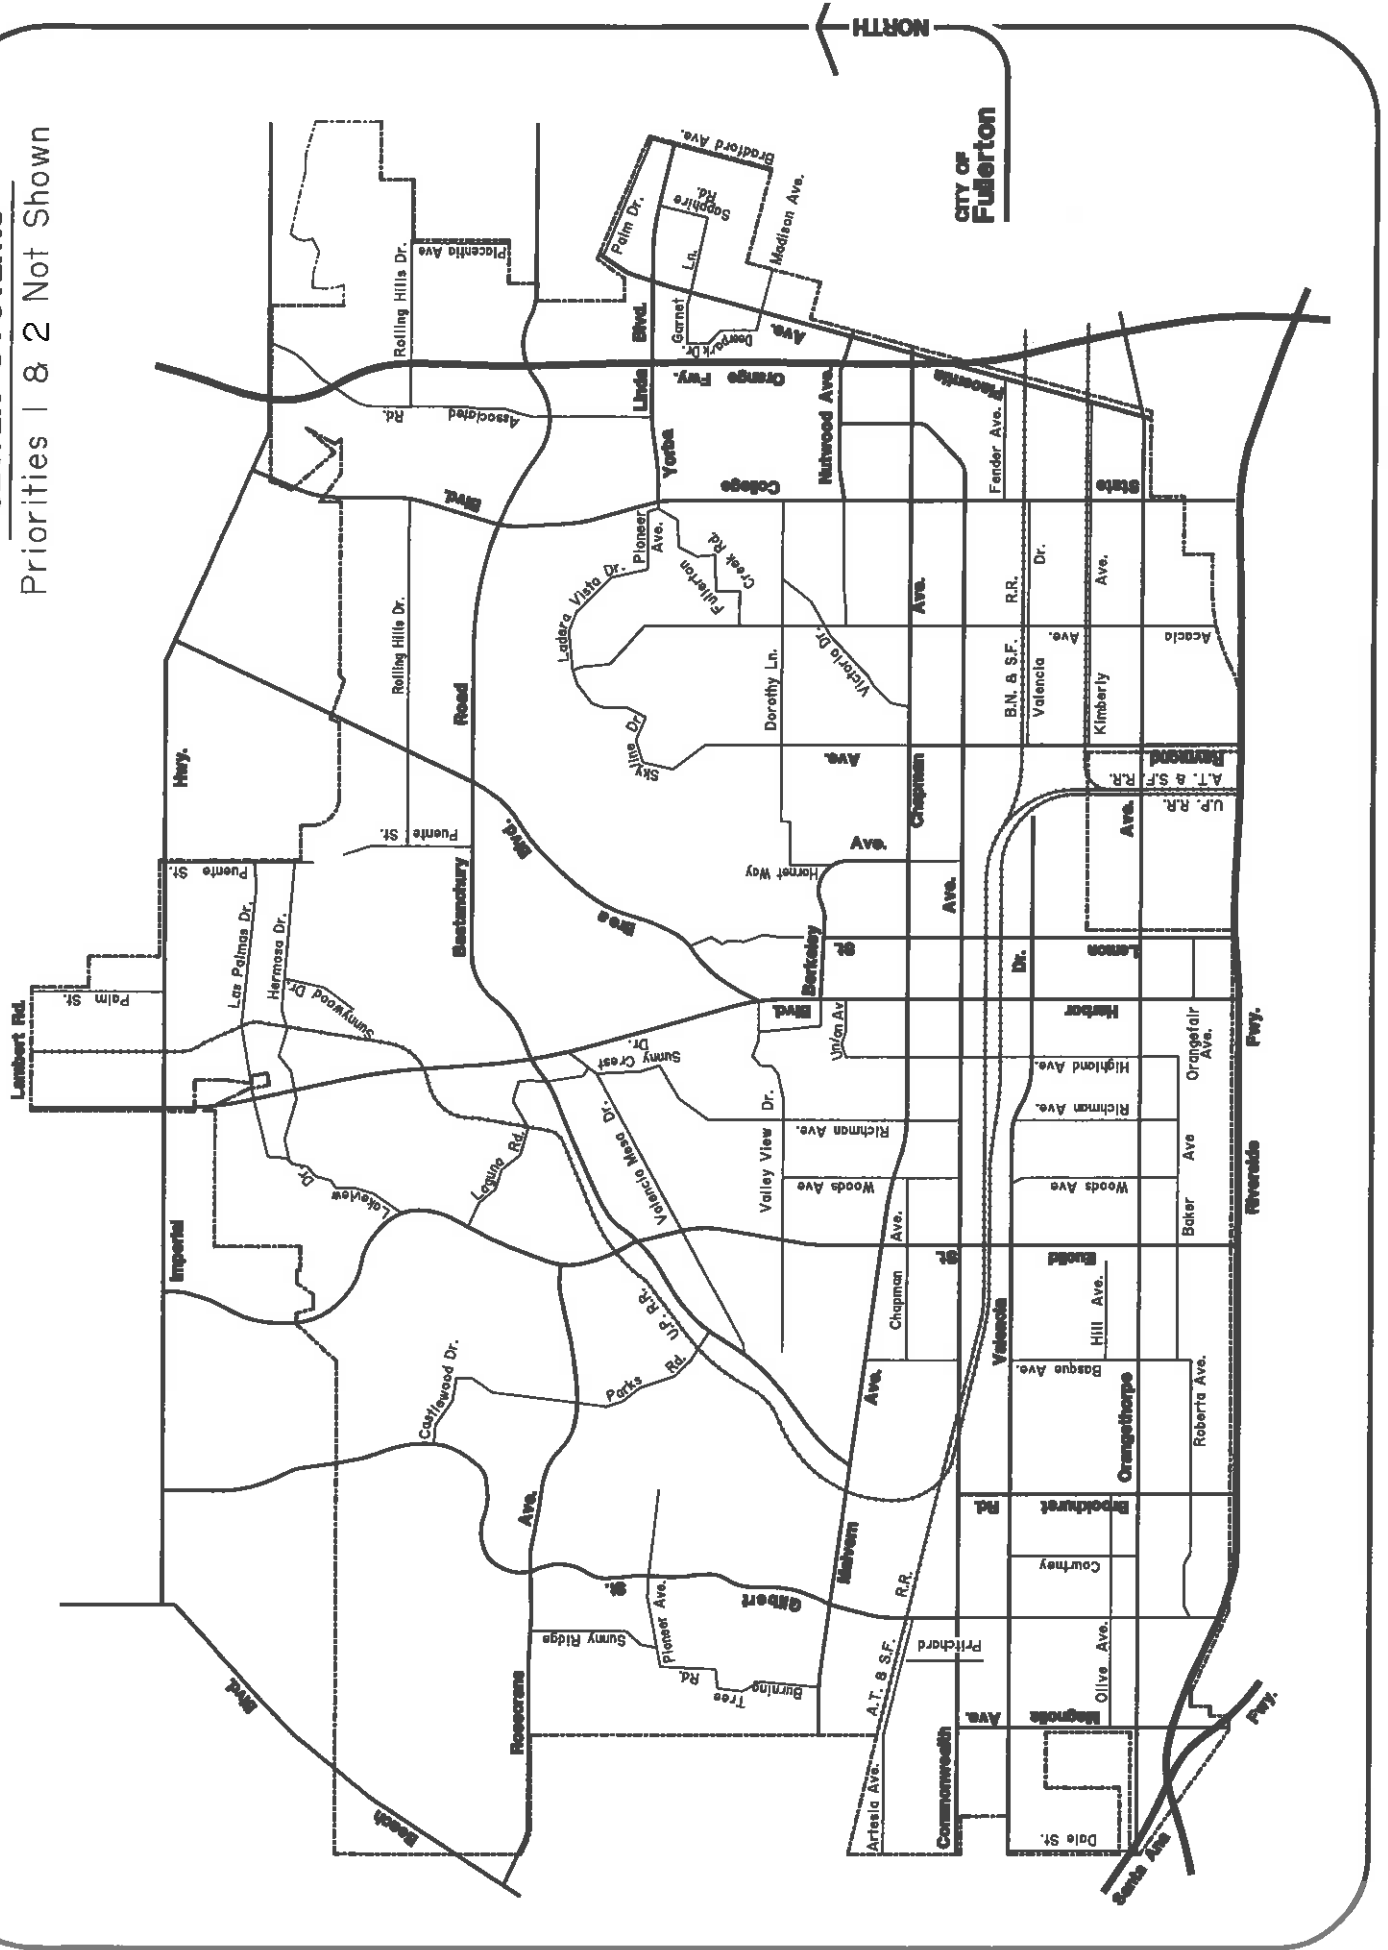 Priorities 1 & 2 Not Shown
NORTH
CITY OF
Fullerton
Lambert Rd.
Palm St.
Imperial
Hwy.
Puente St.
Las Palmas Dr.
Hermosa Dr.
Sunnywood Dr.
Lakeview Dr.
Laguna Rd.
Rolling Hills Dr.
Puente St.
Rolling Hills Dr.
Placentia Ave
Associated Rd.
Bastanchury
Road
Brea
Blvd.
Blvd.
Sunny Crest
Dr.
Valencia Mesa Dr.
U.P. R.R.
Parks Rd.
Castlewood Dr.
Rosecrans
Ave.
Beach
Blvd.
Gilbert
St.
Sunny Ridge
Pioneer Ave.
Burning
Tree
Rd.
Malvern
Ave.
Palm Dr.
Bradford Ave.
Sapphire
Rd.
Madison Ave.
Garnet
Ln.
Deerpark Dr.
Placentia
Ave.
Yorba
Linda
Blvd.
Orange Fwy.
Nutwood Ave.
State
College
Pioneer
Ave.
Ladera Vista Dr.
Fullerton
Creek Rd.
Skyline Dr.
Dorothy Ln.
Victoria Dr.
Acacia
Ave.
Raymond
Ave.
Chapman
Ave.
Hornet Way
Berkeley
Ave.
Lemon
St.
Harbor
Blvd.
Union Av
Valley View Dr.
Highland Ave.
Richman Ave.
Richman Ave.
Woods Ave
Woods Ave
Chapman Ave.
Euclid
St.
Hill Ave.
Basque Ave.
Brookhurst
Rd.
Courtney
Pritchard
Magnolia
Ave.
Olive Ave.
Dale St.
Artesia Ave.
A.T. & S.F. R.R.
Commonwealth
Ave.
Fender Ave.
B.N. & S.F. R.R.
Valencia Dr.
Valencia
Dr.
Kimberly Ave.
A.T. & S.F. R.R.
U.P. R.R.
Orangethorpe
Ave.
Orangefair
Ave.
Baker Ave
Roberta Ave.
Riverside
Fwy.
Santa Ana
Fwy.